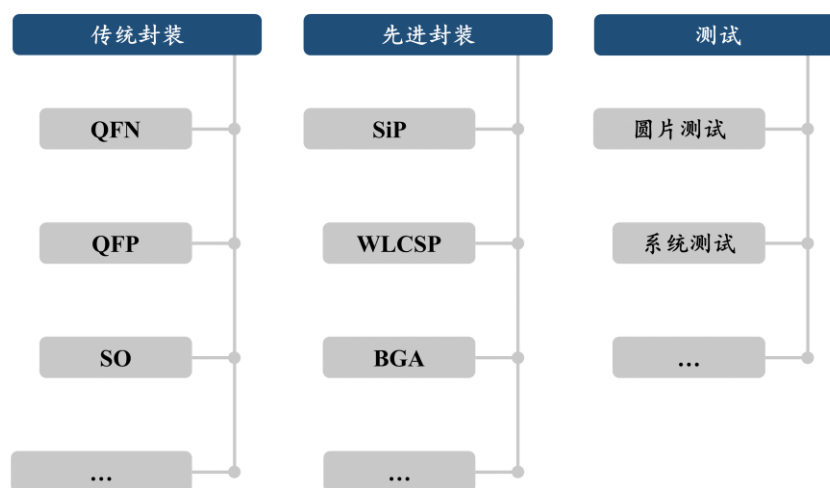 传统封装
QFN
QFP
SO
...
先进封装
SiP
WLCSP
BGA
...
测试
圆片测试
系统测试
...